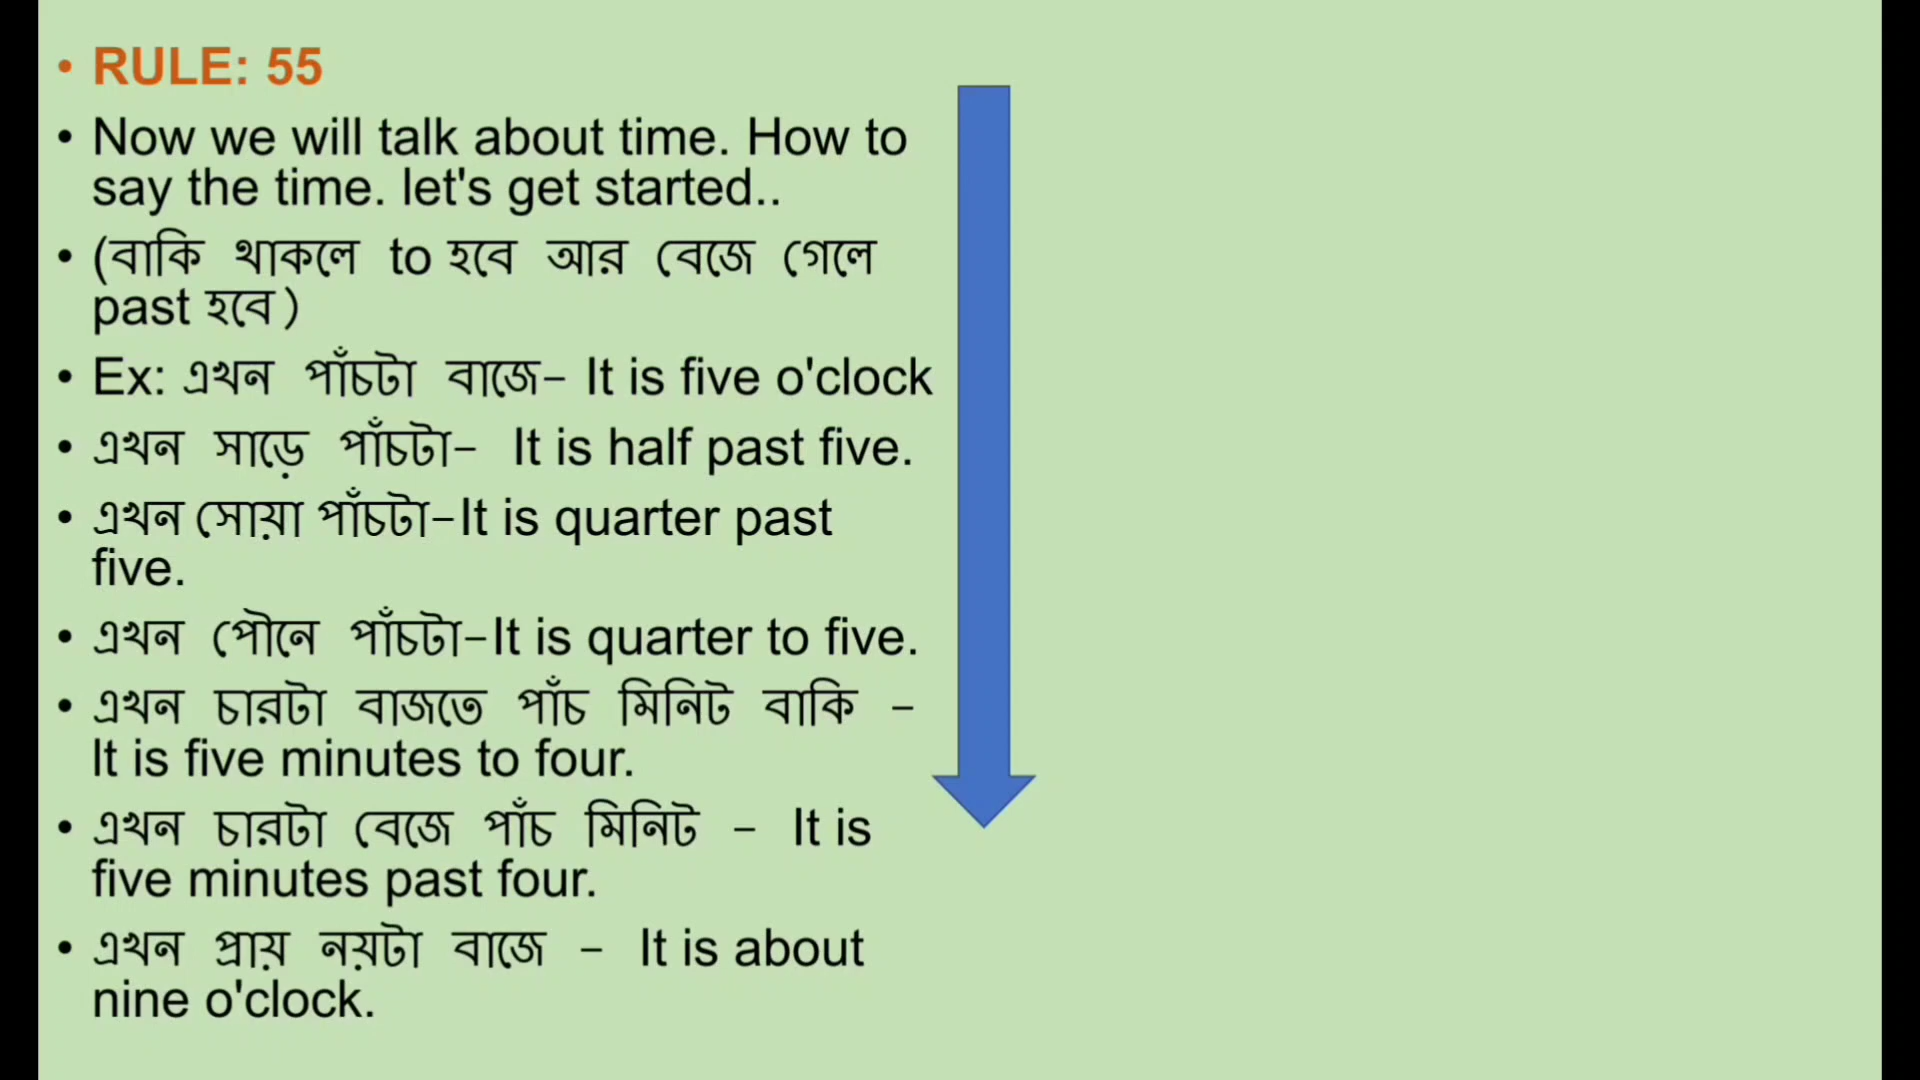 • RULE: 55
• Now we will talk about time. How to
say the time. let's get started..
• (বাকি থাকলে to হবে আর বেজে গেলে
past হবে)
• Ex: এখন পাঁচটা বাজে- It is five o'clock
• এখন সাড়ে পাঁচটা- It is half past five.
• এখন সোয়া পাঁচটা-It is quarter past
five.
• এখন পৌনে পাঁচটা-It is quarter to five.
• এখন চারটা বাজতে পাঁচ মিনিট বাকি -
It is five minutes to four.
• এখন চারটা বেজে পাঁচ মিনিট - It is
five minutes past four.
• এখন প্রায় নয়টা বাজে - It is about
nine o'clock.